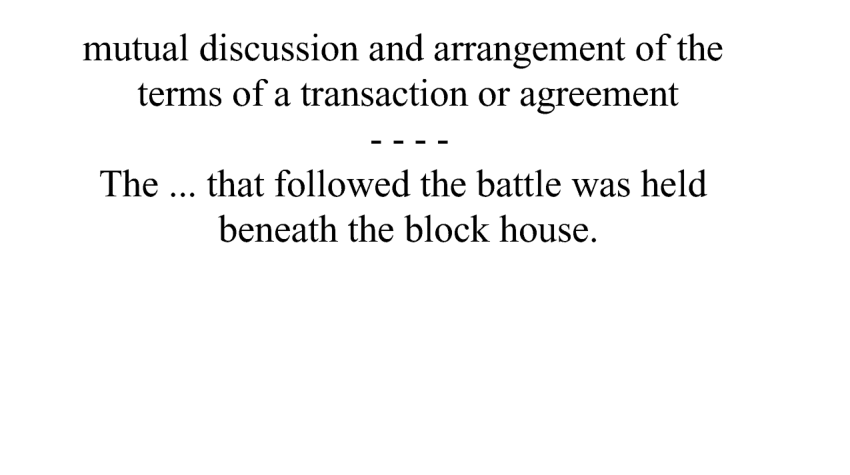 mutual discussion and arrangement of the
terms of a transaction or agreement
- - - -
The ... that followed the battle was held
beneath the block house.